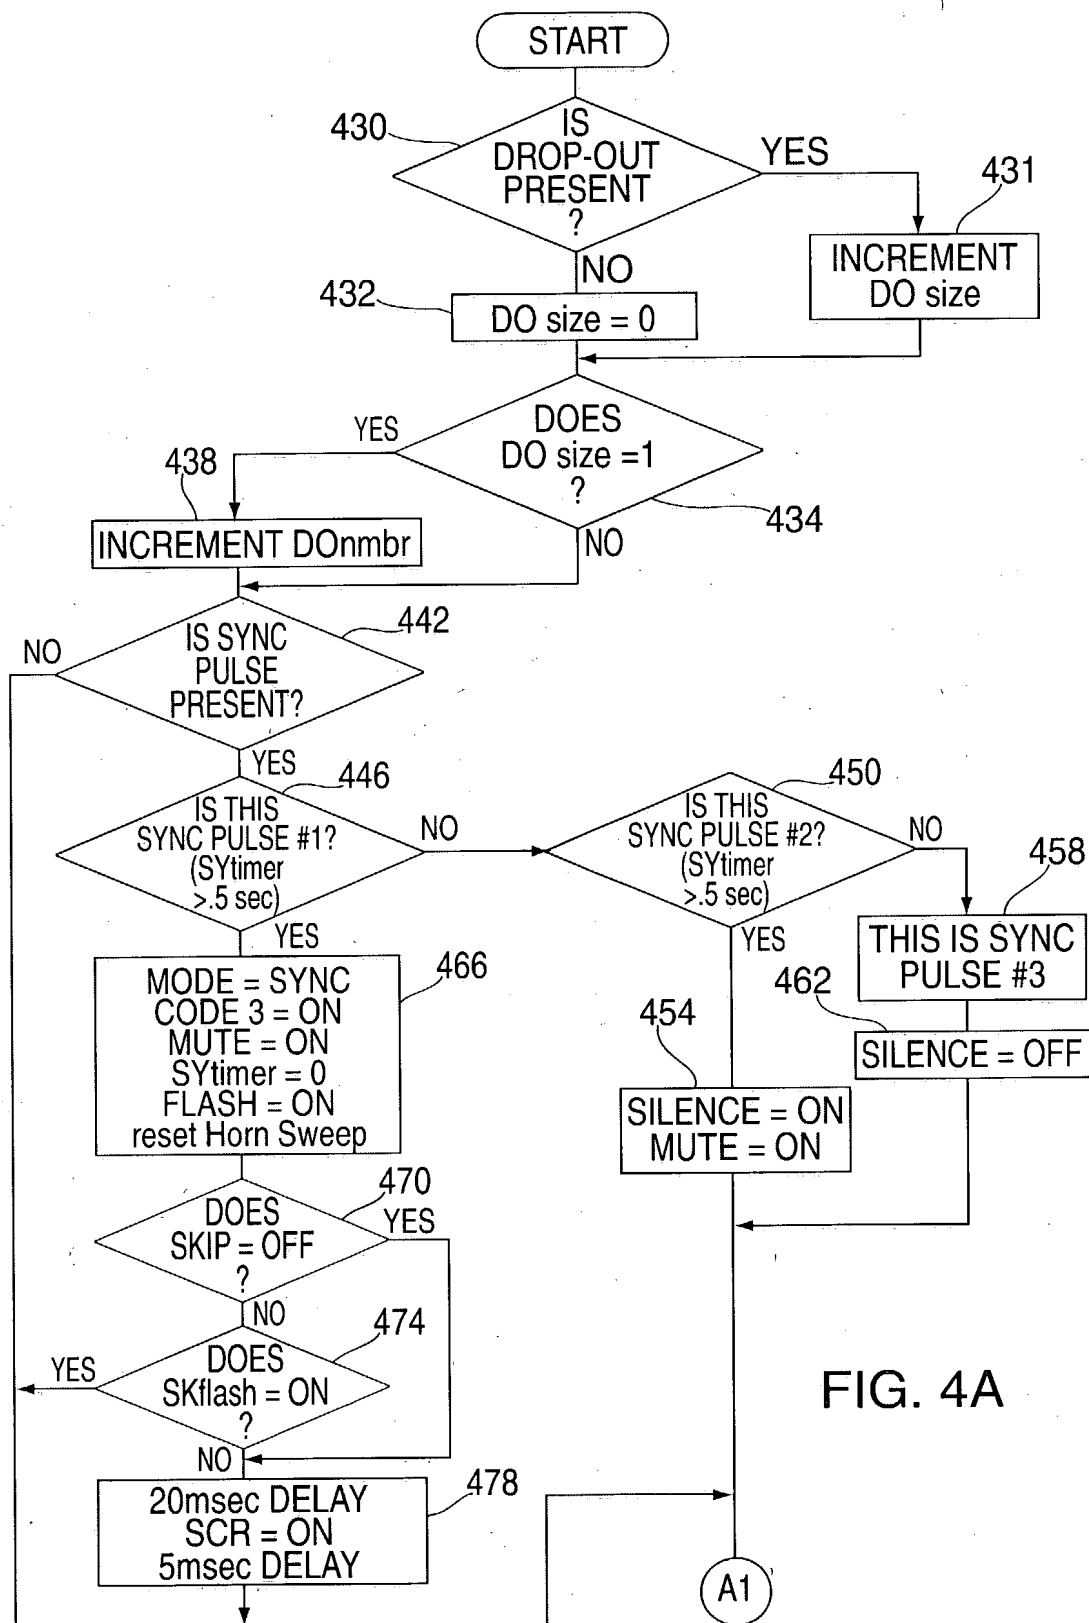 START
430
IS
DROP-OUT
PRESENT
?
YES
431
INCREMENT
DO size
NO
432
DO size = 0
DOES
DO size =1
?
YES
434
438
INCREMENT DOnmbr
NO
442
IS SYNC
PULSE
PRESENT?
NO
YES
446
IS THIS
SYNC PULSE #1?
(SYtimer
>.5 sec)
NO
450
IS THIS
SYNC PULSE #2?
(SYtimer
>.5 sec)
NO
458
THIS IS SYNC
PULSE #3
462
SILENCE = OFF
YES
454
SILENCE = ON
MUTE = ON
YES
466
MODE = SYNC
CODE 3 = ON
MUTE = ON
SYtimer = 0
FLASH = ON
reset Horn Sweep
470
DOES
SKIP = OFF
?
YES
NO
474
DOES
SKflash = ON
?
YES
NO
478
20msec DELAY
SCR = ON
5msec DELAY
A1
FIG. 4A